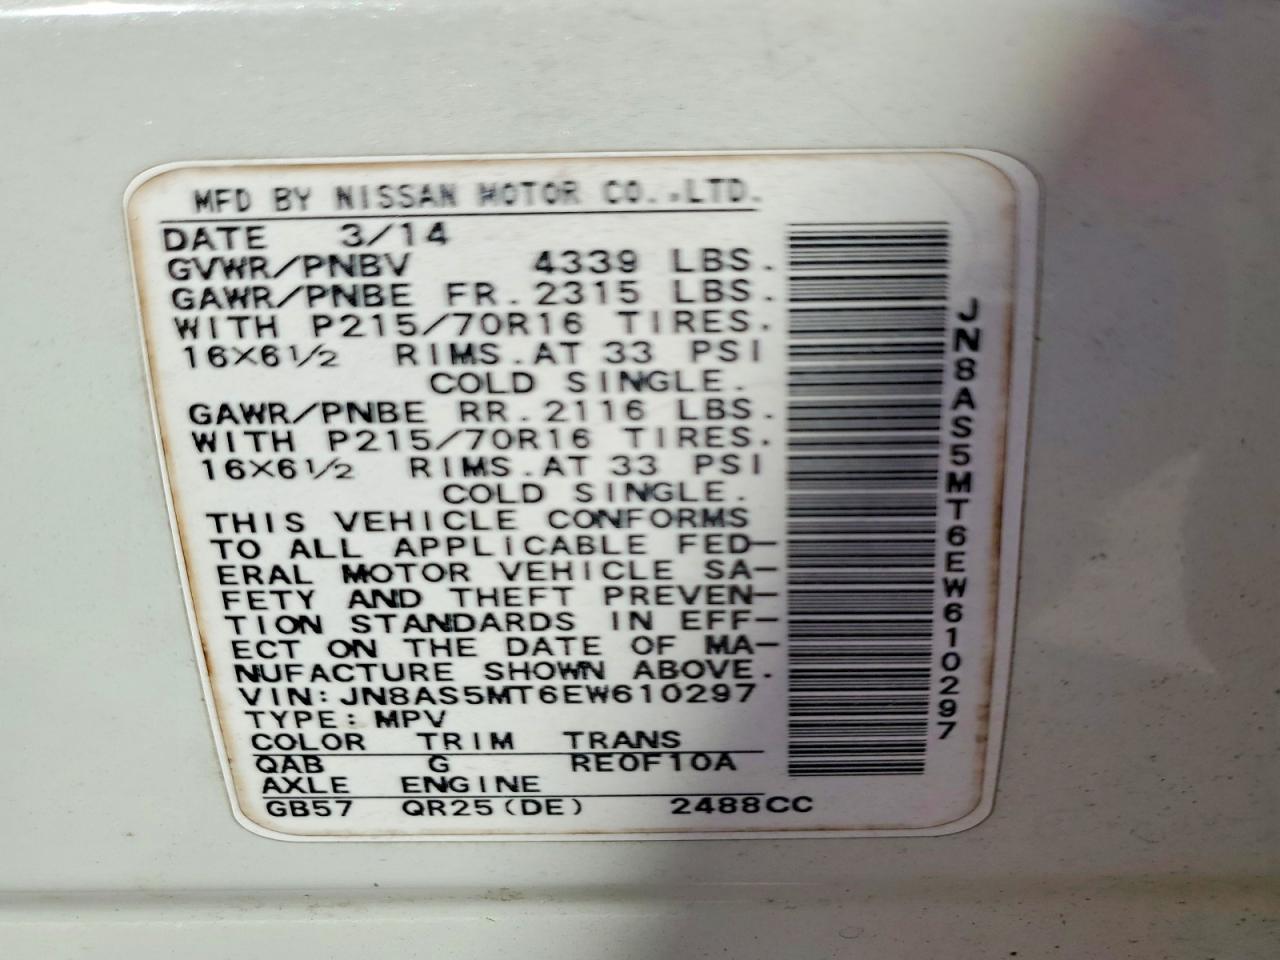 MFD BY NISSAN MOTOR CO.,LTD.
DATE 3/14
GVWR/PNBV 4339 LBS.
GAWR/PNBE FR. 2315 LBS.
WITH P215/70R16 TIRES.
16X6½ RIMS.AT 33 PSI
COLD SINGLE.
GAWR/PNBE RR. 2116 LBS.
WITH P215/70R16 TIRES.
16X6½ RIMS.AT 33 PSI
COLD SINGLE.
THIS VEHICLE CONFORMS
TO ALL APPLICABLE FED-
ERAL MOTOR VEHICLE SA-
FETY AND THEFT PREVEN-
TION STANDARDS IN EFF-
ECT ON THE DATE OF MA-
NUFACTURE SHOWN ABOVE.
VIN: JN8AS5MT6EW610297
TYPE: MPV
COLOR TRIM TRANS
QAB G RE0F10A
AXLE ENGINE
GB57 QR25(DE) 2488CC
JN8AS5MT6EW610297